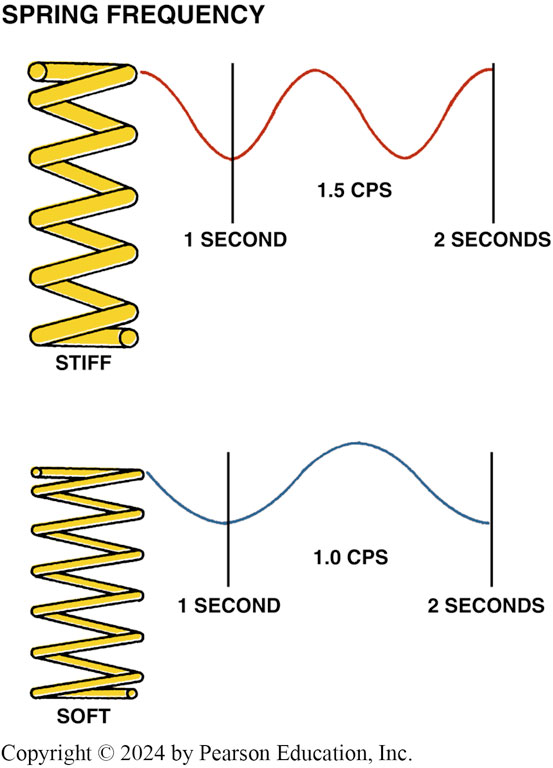 SPRING FREQUENCY
1.5 CPS
1 SECOND
2 SECONDS
STIFF
1.0 CPS
1 SECOND
2 SECONDS
SOFT
Copyright © 2024 by Pearson Education, Inc.